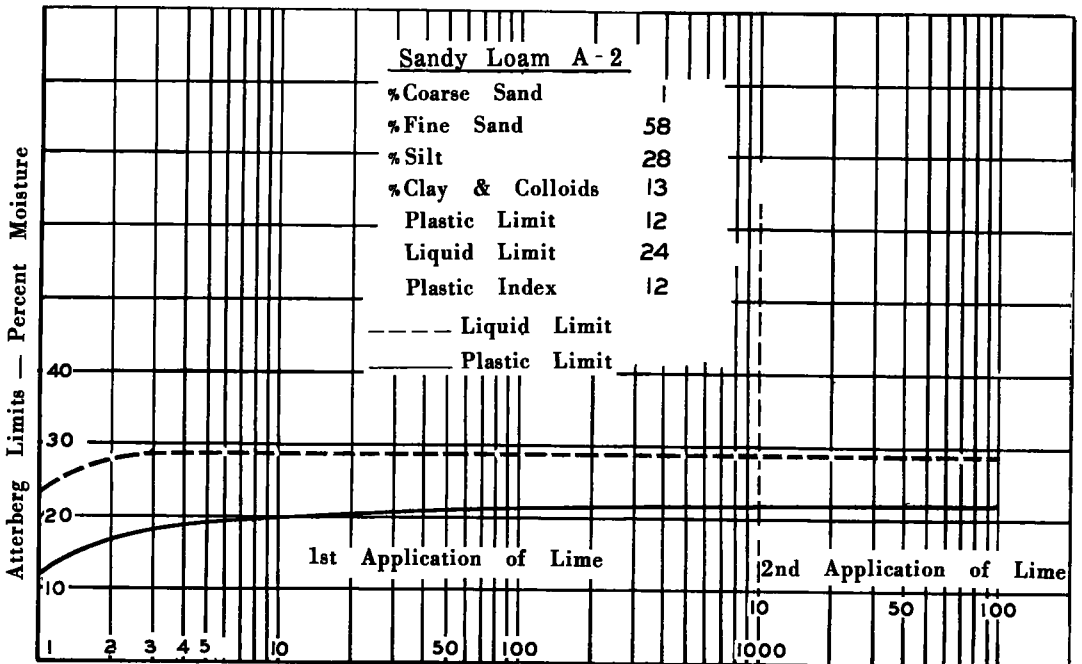 Sandy Loam A-2
% Coarse Sand 1
% Fine Sand 58
% Silt 28
% Clay & Colloids 13
Plastic Limit 12
Liquid Limit 24
Plastic Index 12
Liquid Limit
Plastic Limit
Atterberg Limits — Percent Moisture
40
30
20
10
1st Application of Lime
2nd Application of Lime
10 50 100
1 2 3 4 5 10 50 100 1000